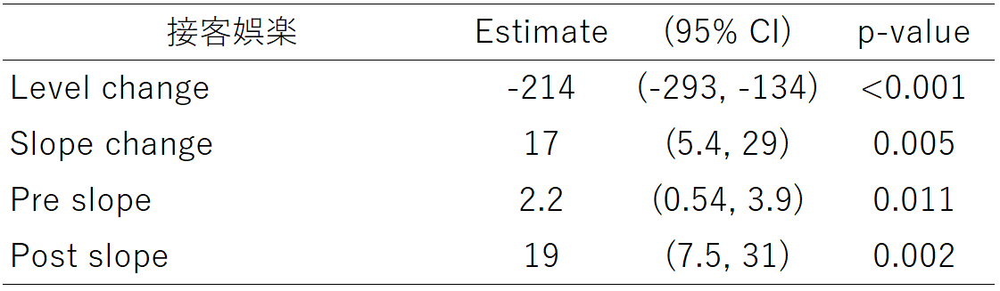 接客娯楽 Estimate (95% CI) p-value
Level change -214 (-293, -134) <0.001
Slope change 17 (5.4, 29) 0.005
Pre slope 2.2 (0.54, 3.9) 0.011
Post slope 19 (7.5, 31) 0.002